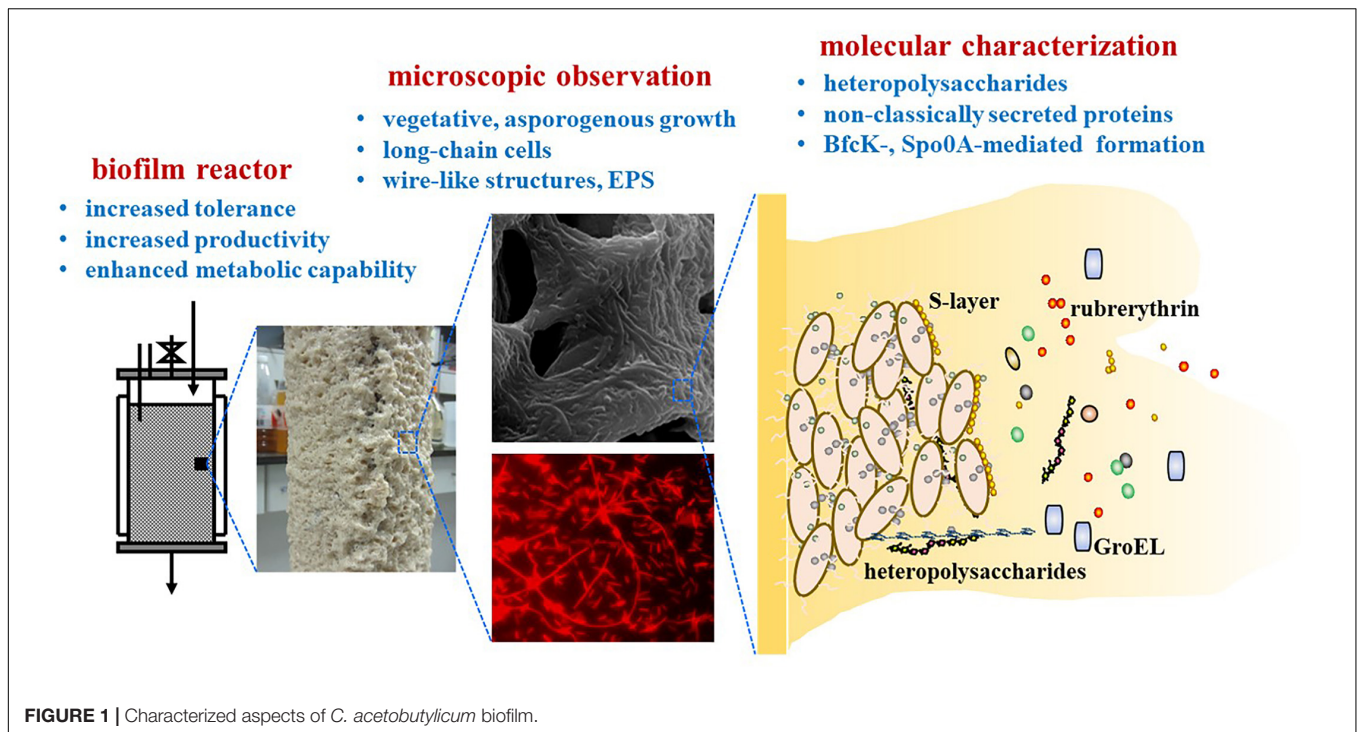 biofilm reactor
• increased tolerance
• increased productivity
• enhanced metabolic capability
microscopic observation
• vegetative, asporogenous growth
• long-chain cells
• wire-like structures, EPS
molecular characterization
• heteropolysaccharides
• non-classically secreted proteins
• BfcK-, Spo0A-mediated formation
S-layer
rubrerythrin
GroEL
heteropolysaccharides
FIGURE 1 | Characterized aspects of C. acetobutylicum biofilm.